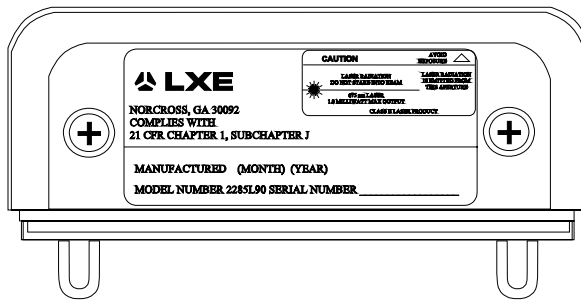 LXE
NORCROSS, GA 30092
COMPLIES WITH
21 CFR CHAPTER 1, SUBCHAPTER J
CAUTION
AVOID
EXPOSURE
LASER RADIATION
DO NOT STARE INTO BEAM
LASER RADIATION
IS EMITTED FROM
THIS APERTURE
675 nm LASER
1.0 MILLIWATT MAX OUTPUT
CLASS II LASER PRODUCT
MANUFACTURED (MONTH) (YEAR)
MODEL NUMBER 2285L90 SERIAL NUMBER